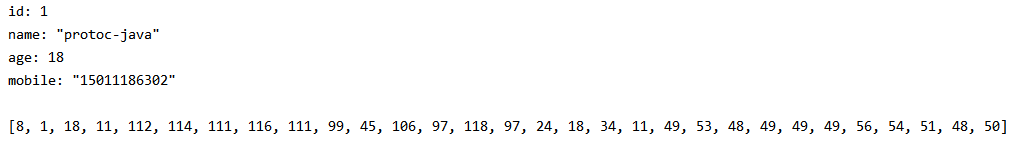 id: 1
name: "protoc-java"
age: 18
mobile: "15011186302"
[8, 1, 18, 11, 112, 114, 111, 116, 111, 99, 45, 106, 97, 118, 97, 24, 18, 34, 11, 49, 53, 48, 49, 49, 49, 56, 54, 51, 48, 50]